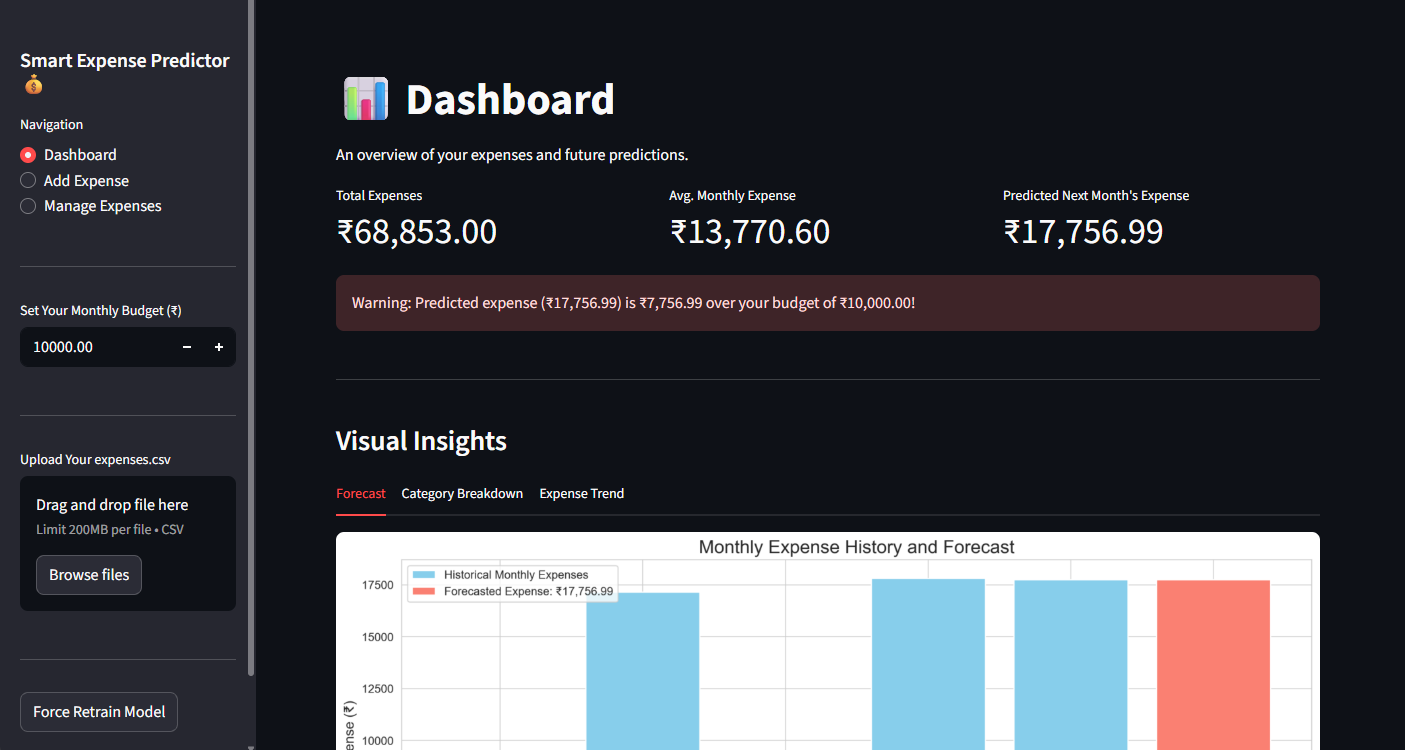 Smart Expense Predictor
💰
Navigation
Dashboard
Add Expense
Manage Expenses
Set Your Monthly Budget (₹)
10000.00
Upload Your expenses.csv
Drag and drop file here
Limit 200MB per file • CSV
Browse files
Force Retrain Model
📊 Dashboard
An overview of your expenses and future predictions.
Total Expenses
₹68,853.00
Avg. Monthly Expense
₹13,770.60
Predicted Next Month's Expense
₹17,756.99
Warning: Predicted expense (₹17,756.99) is ₹7,756.99 over your budget of ₹10,000.00!
Visual Insights
Forecast Category Breakdown Expense Trend
Monthly Expense History and Forecast
Historical Monthly Expenses
Forecasted Expense: ₹17,756.99
17500
15000
12500
10000
ense (₹)